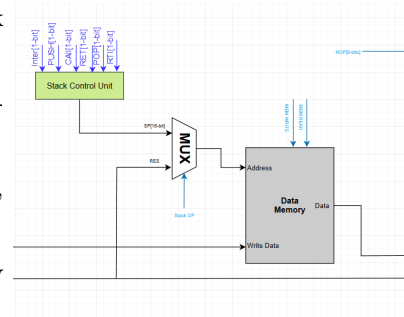 Inter[1-bit]
PUSH[1-bit]
CAll[1-bit]
RET[1-bit]
POP[1-bit]
RTI[1-bit]
NOP[5-bits]
Stack Control Unit
SP[16-bit]
MUX
RES
Stack OP
MEM WRITE
MEM READ
Address
Data
Memory
Data
Write Data